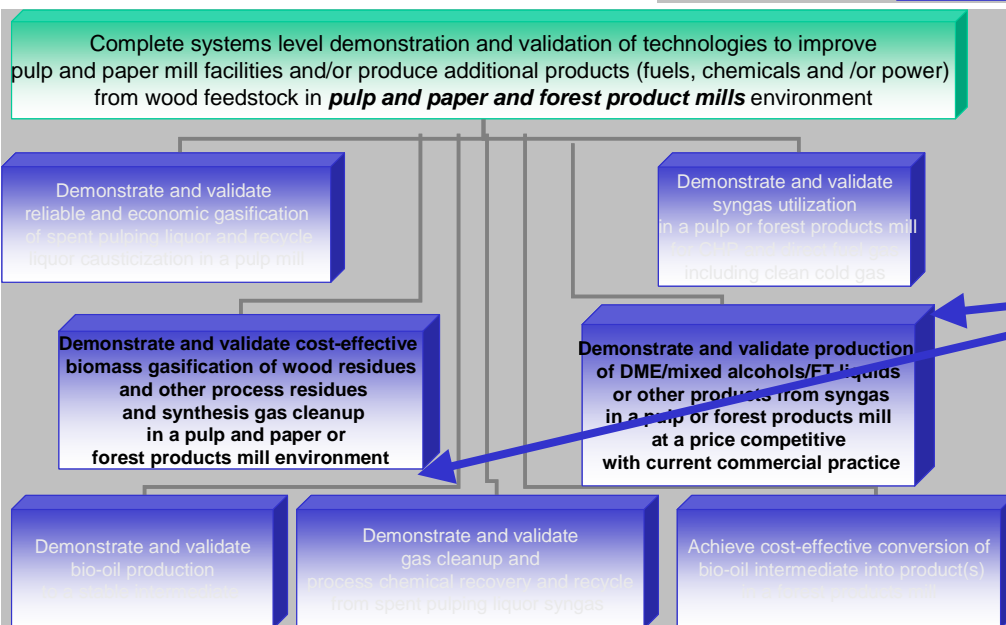 Complete systems level demonstration and validation of technologies to improve
pulp and paper mill facilities and/or produce additional products (fuels, chemicals and /or power)
from wood feedstock in pulp and paper and forest product mills environment
Demonstrate and validate
reliable and economic gasification
of spent pulping liquor and recycle
liquor causticization in a pulp mill
Demonstrate and validate
syngas utilization
in a pulp or forest products mill
including clean cold gas
Demonstrate and validate cost-effective
biomass gasification of wood residues
and other process residues
and synthesis gas cleanup
in a pulp and paper or
forest products mill environment
Demonstrate and validate production
of DME/mixed alcohols/FT liquids
or other products from syngas
in a pulp or forest products mill
at a price competitive
with current commercial practice
Demonstrate and validate
bio-oil production
Demonstrate and validate
gas cleanup and
process chemical recovery and recycle
from spent pulping liquor syngas
Achieve cost-effective conversion of
bio-oil intermediate into product(s)